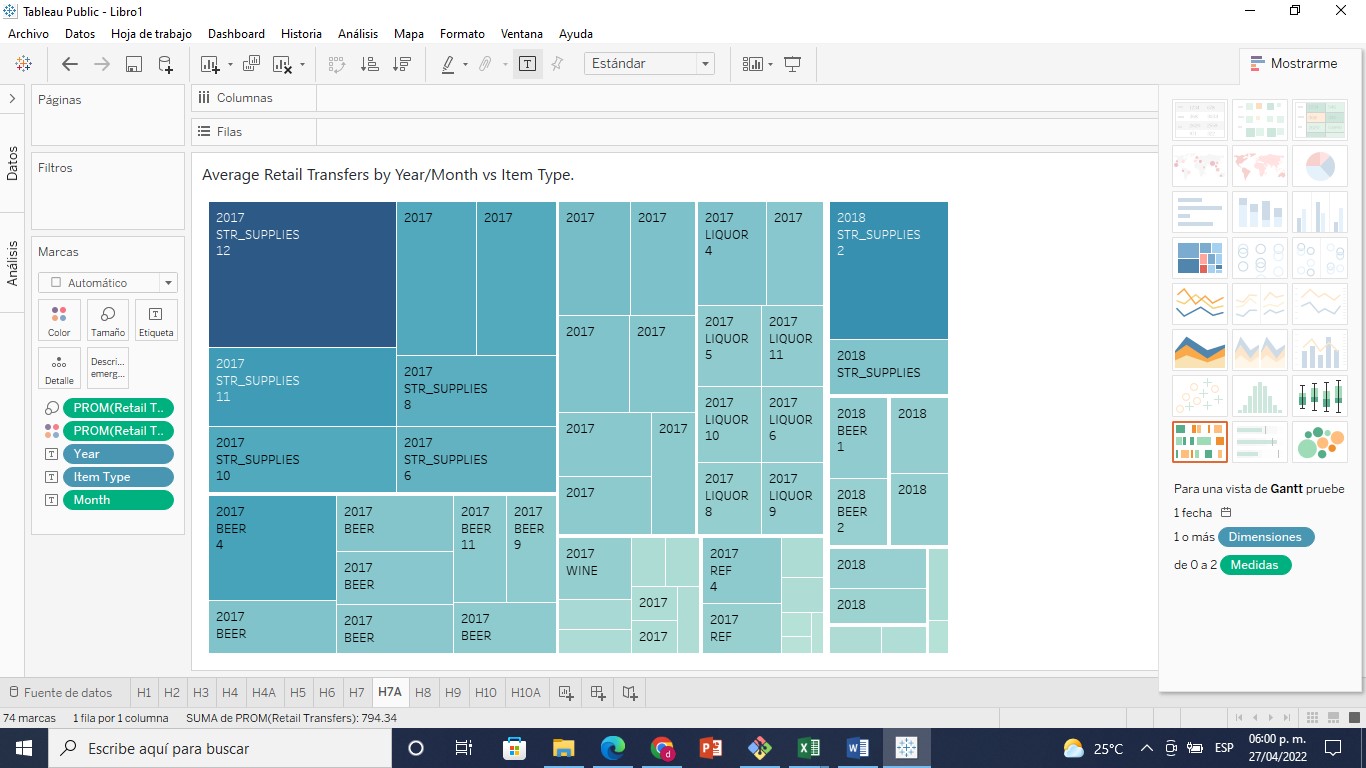 Tableau Public - Libro1
Archivo Datos Hoja de trabajo Dashboard Historia Análisis Mapa Formato Ventana Ayuda
Estándar
Mostrarme
Datos
Análisis
Páginas
Filtros
Marcas
Automático
Color Tamaño Etiqueta
Detalle Descri... emerg...
PROM(Retail T..
PROM(Retail T..
Year
Item Type
Month
Columnas
Filas
Average Retail Transfers by Year/Month vs Item Type.
2017
STR_SUPPLIES
12
2017
STR_SUPPLIES
11
2017
STR_SUPPLIES
10
2017
2017
2017
STR_SUPPLIES
8
2017
STR_SUPPLIES
6
2017
BEER
4
2017
BEER
2017
BEER
2017
BEER
2017
BEER
2017
BEER
11
2017
BEER
9
2017
BEER
2017
2017
2017
2017
2017
2017
2017
2017
WINE
2017
2017
2017
LIQUOR
4
2017
2017
LIQUOR
5
2017
LIQUOR
11
2017
LIQUOR
10
2017
LIQUOR
6
2017
LIQUOR
8
2017
LIQUOR
9
2017
REF
4
2017
REF
2018
STR_SUPPLIES
2
2018
STR_SUPPLIES
2018
BEER
1
2018
2018
BEER
2
2018
2018
2018
Para una vista de Gantt pruebe
1 fecha
1 o más Dimensiones
de 0 a 2 Medidas
Fuente de datos H1 H2 H3 H4 H4A H5 H6 H7 H7A H8 H9 H10 H10A
74 marcas 1 fila por 1 columna SUMA de PROM(Retail Transfers): 794.34
Escribe aquí para buscar
25°C
ESP
06:00 p. m.
27/04/2022